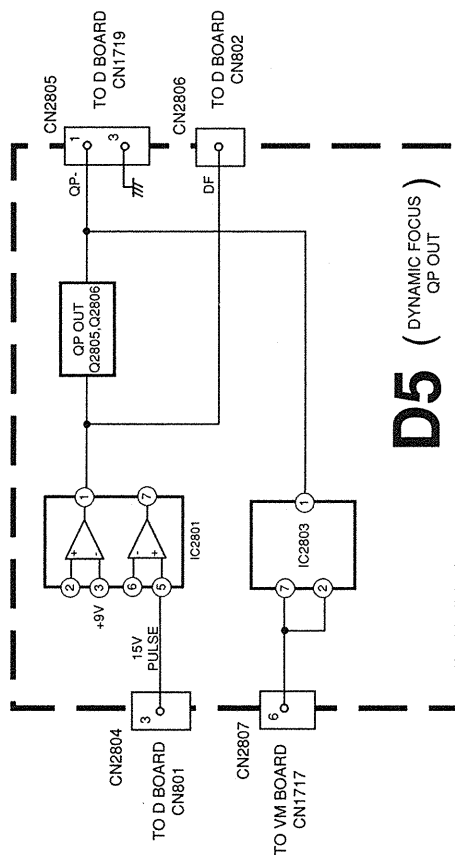 CN2804
3
TO D BOARD
CN801
15V
PULSE
2
3
6
5
+9V
+
-
-
+
1
7
IC2801
QP OUT
Q2805,Q2806
QP-
CN2805
1
3
TO D BOARD
CN1719
CN2806
DF
TO D BOARD
CN802
CN2807
6
TO VM BOARD
CN1717
7
2
IC2803
1
D5 ( DYNAMIC FOCUS
QP OUT )